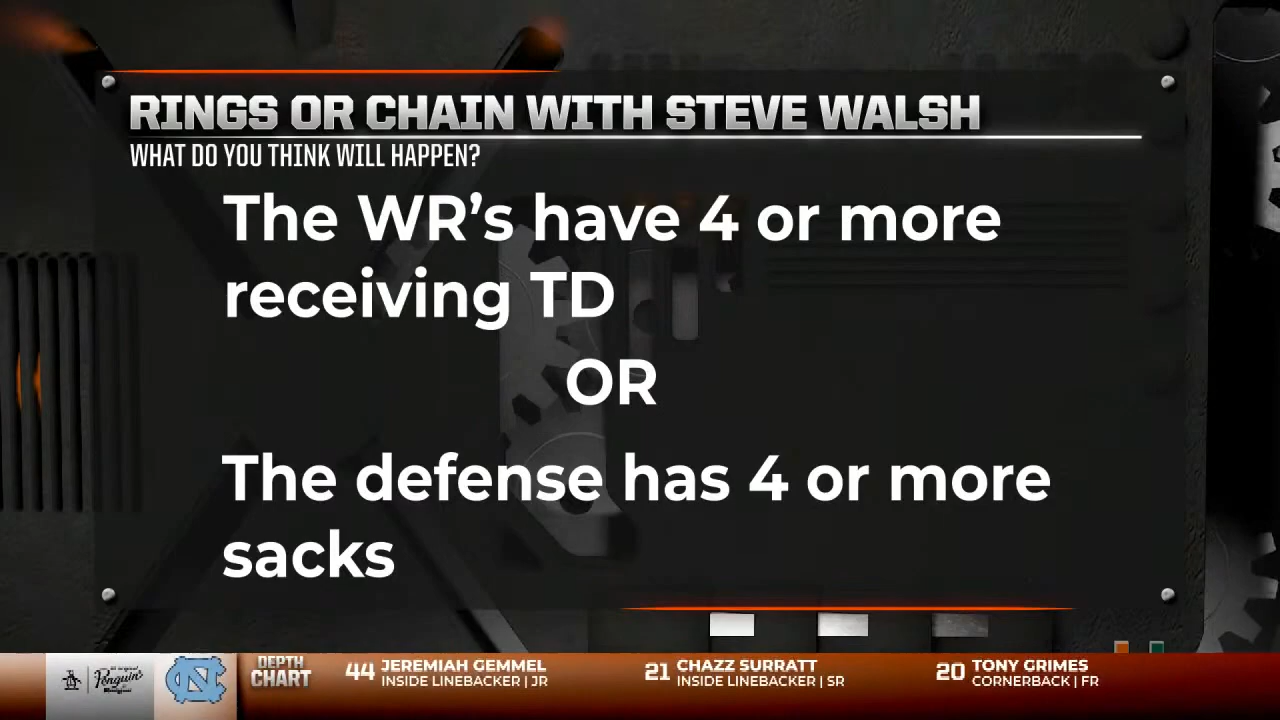 RINGS OR CHAIN WITH STEVE WALSH
WHAT DO YOU THINK WILL HAPPEN?
The WR’s have 4 or more
receiving TD
OR
The defense has 4 or more
sacks
Penguin
NC
DEPTH
CHART
44 JEREMIAH GEMMEL
INSIDE LINEBACKER | JR
21 CHAZZ SURRATT
INSIDE LINEBACKER | SR
20 TONY GRIMES
CORNERBACK | FR